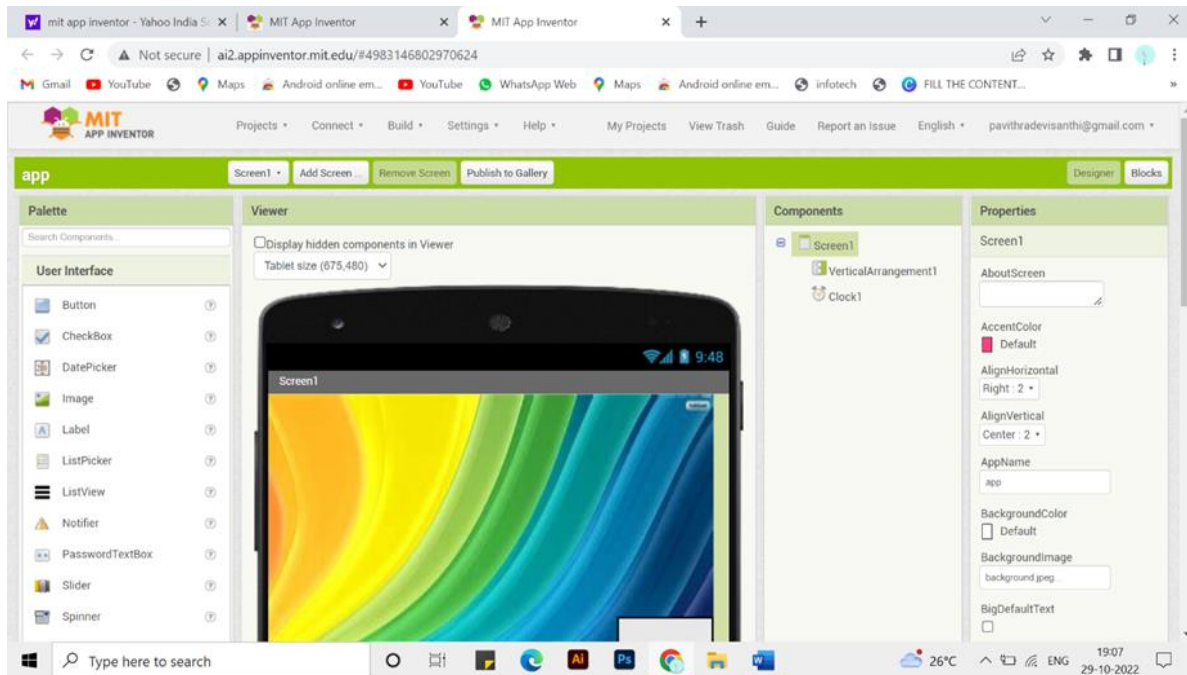 mit app inventor - Yahoo India Se
MIT App Inventor
MIT App Inventor
Not secure | ai2.appinventor.mit.edu/#4983146802970624
Gmail YouTube Maps Android online em... YouTube WhatsApp Web Maps Android online em... infotech FILL THE CONTENT...
MIT
APP INVENTOR
Projects Connect Build Settings Help My Projects View Trash Guide Report an Issue English pavithradevisanthi@gmail.com
app
Screen1 Add Screen ... Remove Screen Publish to Gallery Designer Blocks
Palette
Search Components...
User Interface
Button
CheckBox
DatePicker
Image
Label
ListPicker
ListView
Notifier
PasswordTextBox
Slider
Spinner
Viewer
Display hidden components in Viewer
Tablet size (675,480)
9:48
Screen1
Components
Screen1
VerticalArrangement1
Clock1
Properties
Screen1
AboutScreen
AccentColor
Default
AlignHorizontal
Right : 2
AlignVertical
Center : 2
AppName
app
BackgroundColor
Default
BackgroundImage
background.jpeg...
BigDefaultText
Type here to search
Ai
Ps
26°C
ENG
19:07
29-10-2022